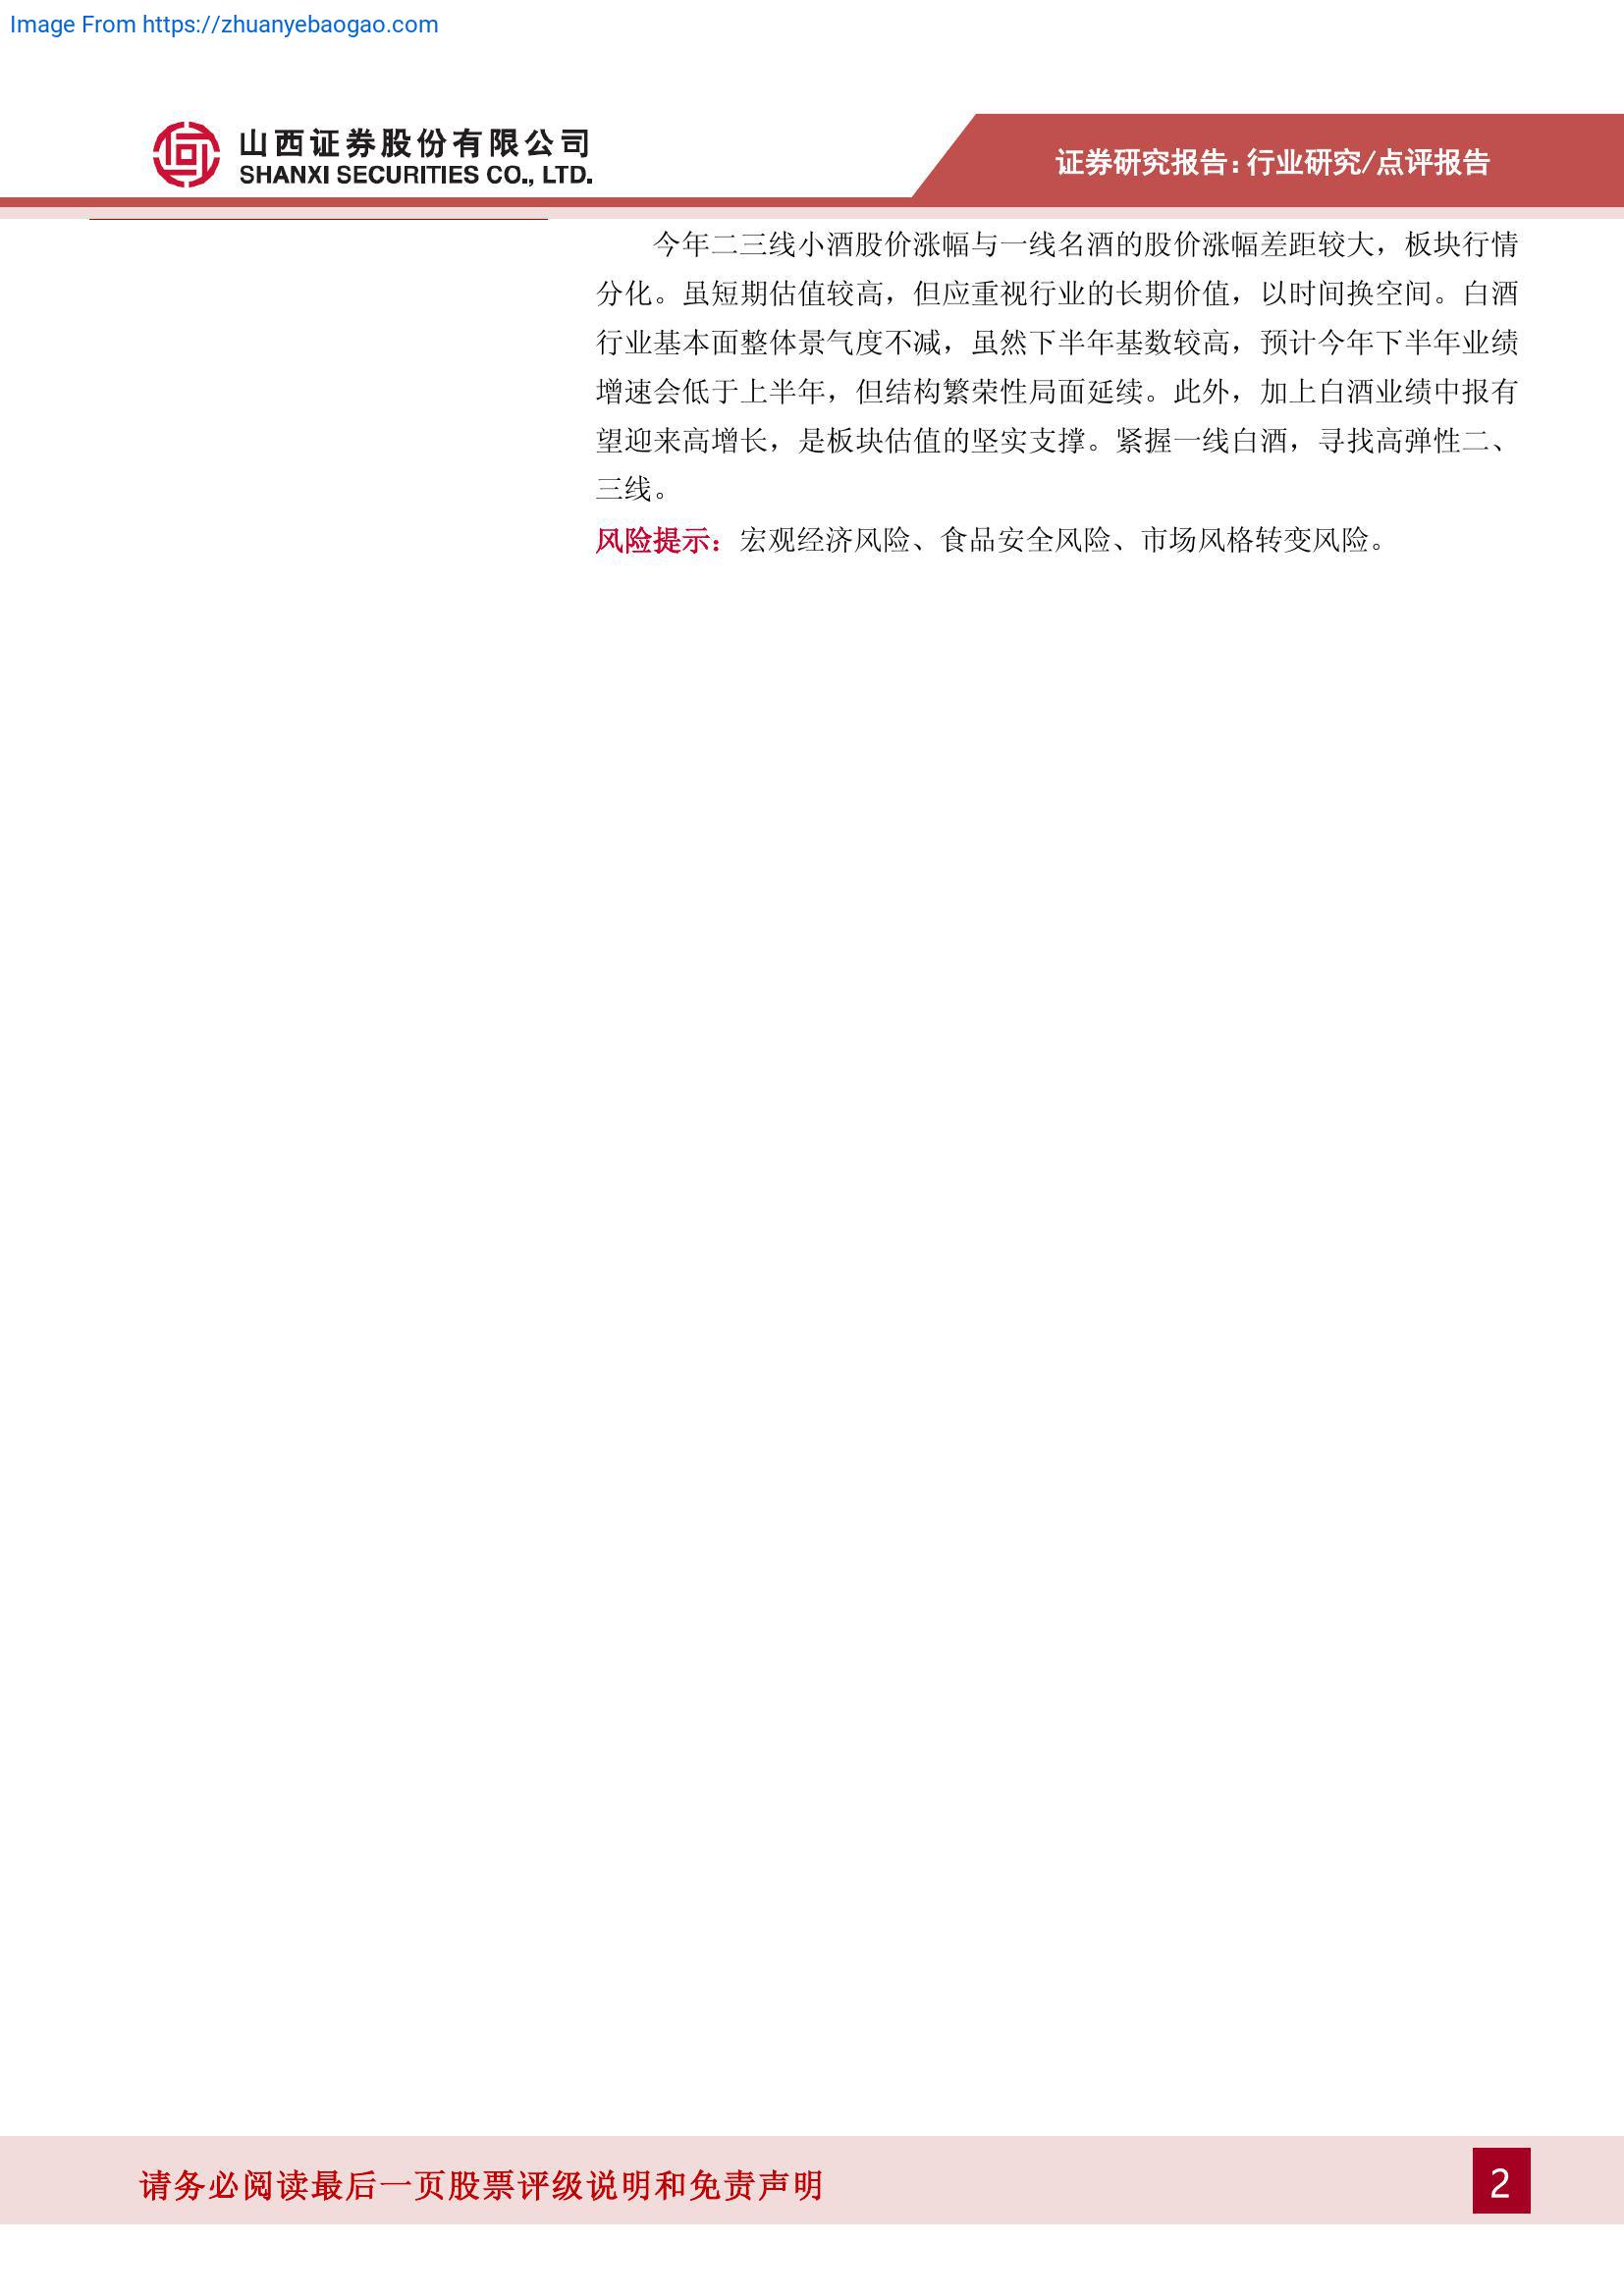 Image From https://zhuanyebaogao.com
山西证券股份有限公司
SHANXI SECURITIES CO., LTD.
证券研究报告：行业研究/点评报告
今年二三线小酒股价涨幅与一线名酒的股价涨幅差距较大，板块行情
分化。虽短期估值较高，但应重视行业的长期价值，以时间换空间。白酒
行业基本面整体景气度不减，虽然下半年基数较高，预计今年下半年业绩
增速会低于上半年，但结构繁荣性局面延续。此外，加上白酒业绩中报有
望迎来高增长，是板块估值的坚实支撑。紧握一线白酒，寻找高弹性二、
三线。
风险提示：宏观经济风险、食品安全风险、市场风格转变风险。
请务必阅读最后一页股票评级说明和免责声明
2